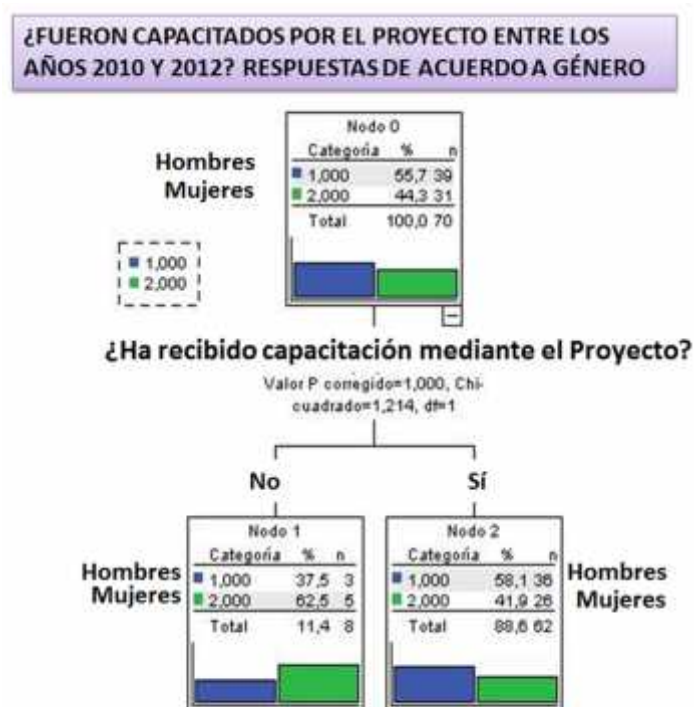 ¿FUERON CAPACITADOS POR EL PROYECTO ENTRE LOS
AÑOS 2010 Y 2012? RESPUESTAS DE ACUERDO A GÉNERO
Nodo 0
Categoría % n
Hombres 1,000 55,7 39
Mujeres 2,000 44,3 31
Total 100,0 70
1,000
2,000
¿Ha recibido capacitación mediante el Proyecto?
Valor P corregido=1,000, Chi-
cuadrado=1,214, df=1
No
Sí
Nodo 1
Categoría % n
Hombres 1,000 37,5 3
Mujeres 2,000 62,5 5
Total 11,4 8
Nodo 2
Categoría % n
1,000 58,1 36 Hombres
2,000 41,9 26 Mujeres
Total 88,6 62